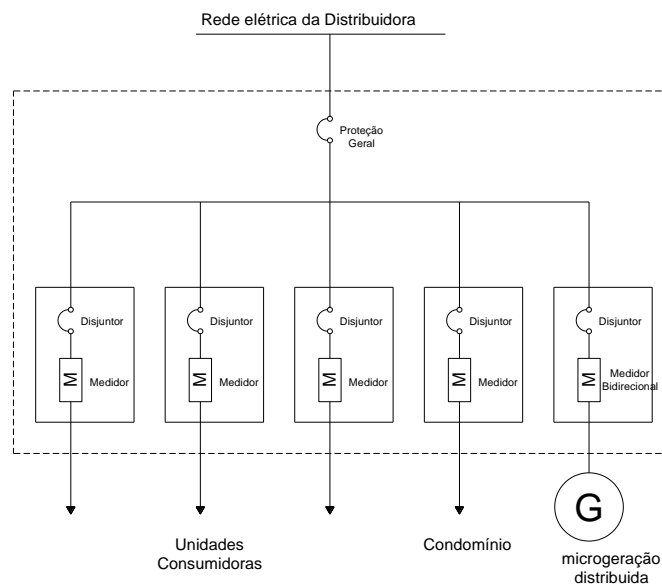 Rede elétrica da Distribuidora
Proteção
Geral
Disjuntor
Disjuntor
Disjuntor
Disjuntor
Disjuntor
M
Medidor
M
Medidor
M
Medidor
M
Medidor
M
Medidor
Bidirecional
G
Unidades
Consumidoras
Condomínio
microgeração
distribuida